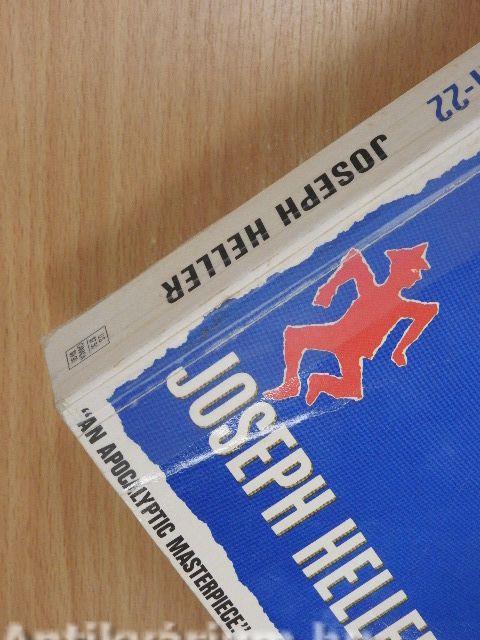 -22
JOSEPH HELLER
JOSEPH HELLE
"AN APOCALYPTIC MASTERPIECE."